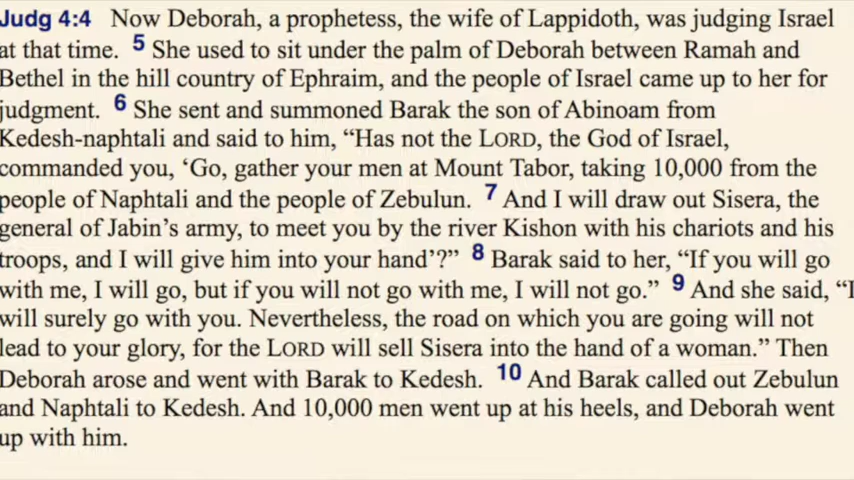 Judg 4:4 Now Deborah, a prophetess, the wife of Lappidoth, was judging Israel
at that time. 5 She used to sit under the palm of Deborah between Ramah and
Bethel in the hill country of Ephraim, and the people of Israel came up to her for
judgment. 6 She sent and summoned Barak the son of Abinoam from
Kedesh-naphtali and said to him, “Has not the LORD, the God of Israel,
commanded you, ‘Go, gather your men at Mount Tabor, taking 10,000 from the
people of Naphtali and the people of Zebulun. 7 And I will draw out Sisera, the
general of Jabin’s army, to meet you by the river Kishon with his chariots and his
troops, and I will give him into your hand’?” 8 Barak said to her, “If you will go
with me, I will go, but if you will not go with me, I will not go.” 9 And she said, “I
will surely go with you. Nevertheless, the road on which you are going will not
lead to your glory, for the LORD will sell Sisera into the hand of a woman.” Then
Deborah arose and went with Barak to Kedesh. 10 And Barak called out Zebulun
and Naphtali to Kedesh. And 10,000 men went up at his heels, and Deborah went
up with him.